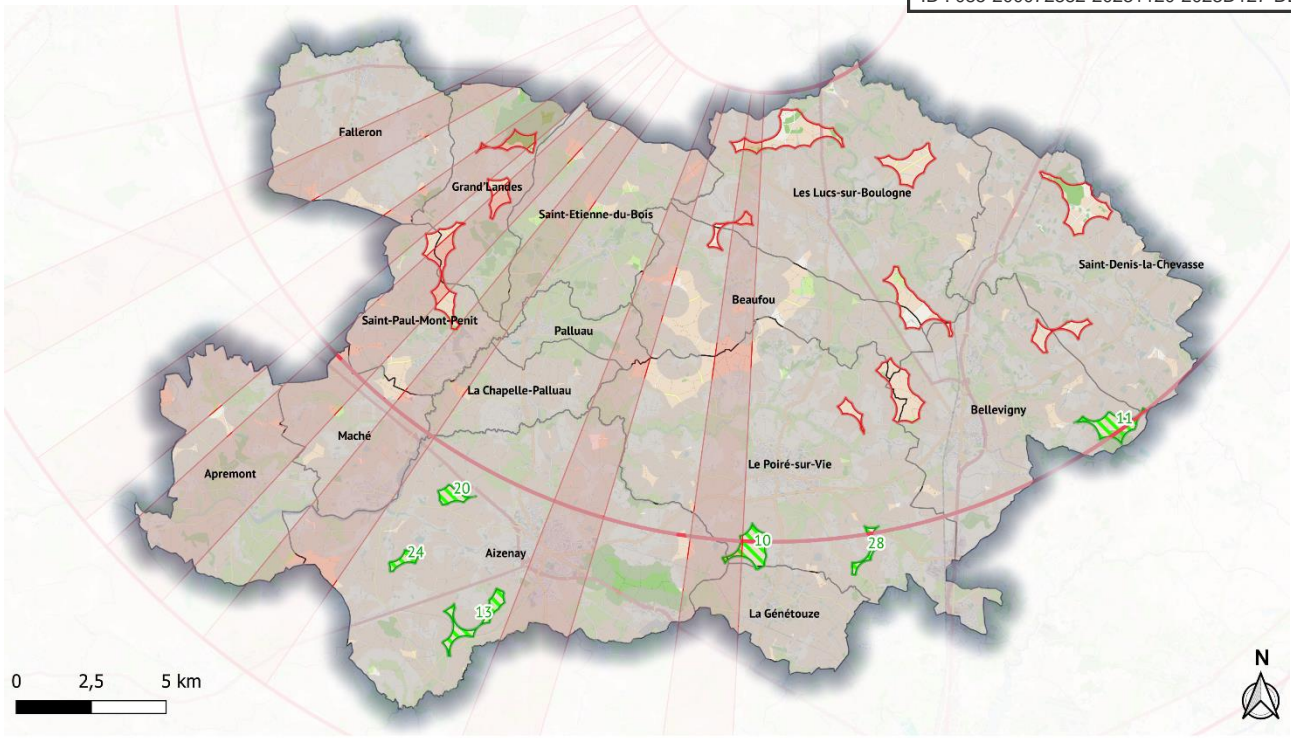 Falleron
Grand'Landes
Saint-Etienne-du-Bois
Les Lucs-sur-Boulogne
Saint-Denis-la-Chevasse
Beaufou
Saint-Paul-Mont-Penit
Palluau
La Chapelle-Palluau
Bellevigny
11
Maché
Apremont
Le Poiré-sur-Vie
20
24
Aizenay
10
28
13
La Génétouze
0 2,5 5 km
N